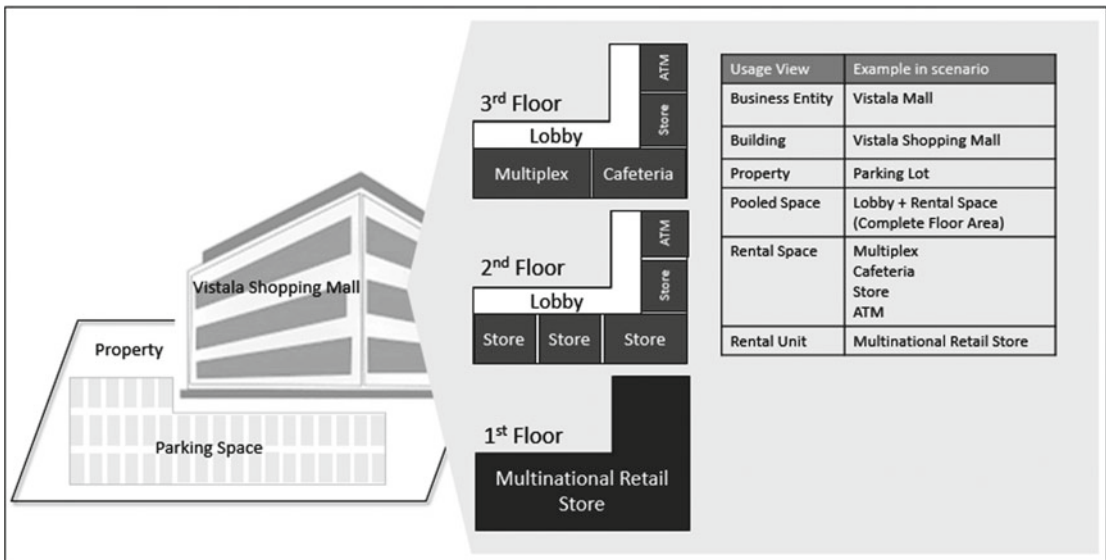 Property
Parking Space
Vistala Shopping Mall
3rd Floor
Lobby
ATM
Store
Multiplex
Cafeteria
2nd Floor
Lobby
ATM
Store
Store
Store
Store
1st Floor
Multinational Retail
Store
Usage View Example in scenario
Business Entity Vistala Mall
Building Vistala Shopping Mall
Property Parking Lot
Pooled Space Lobby + Rental Space
(Complete Floor Area)
Rental Space Multiplex
Cafeteria
Store
ATM
Rental Unit Multinational Retail Store